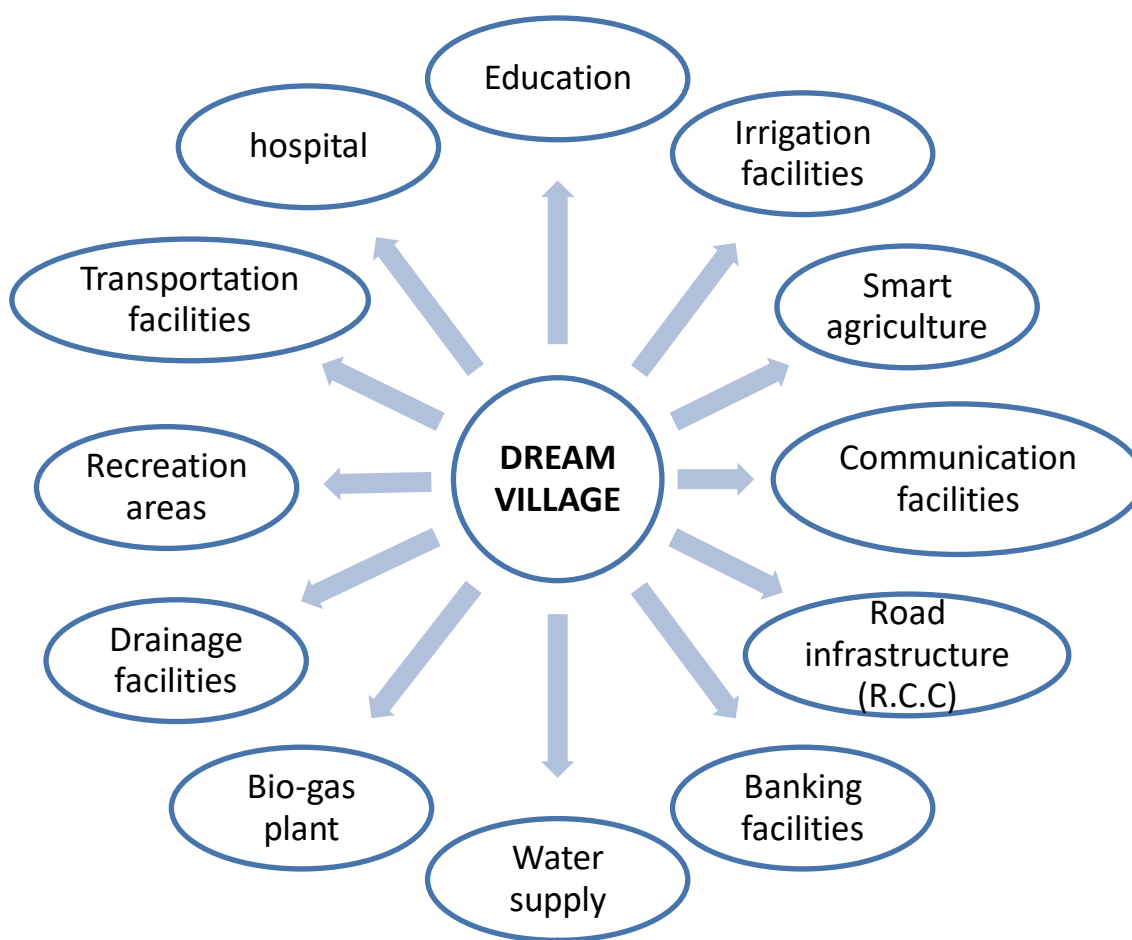 Education
hospital
Irrigation
facilities
Transportation
facilities
Smart
agriculture
Recreation
areas
DREAM
VILLAGE
Communication
facilities
Drainage
facilities
Road
infrastructure
(R.C.C)
Bio-gas
plant
Water
supply
Banking
facilities